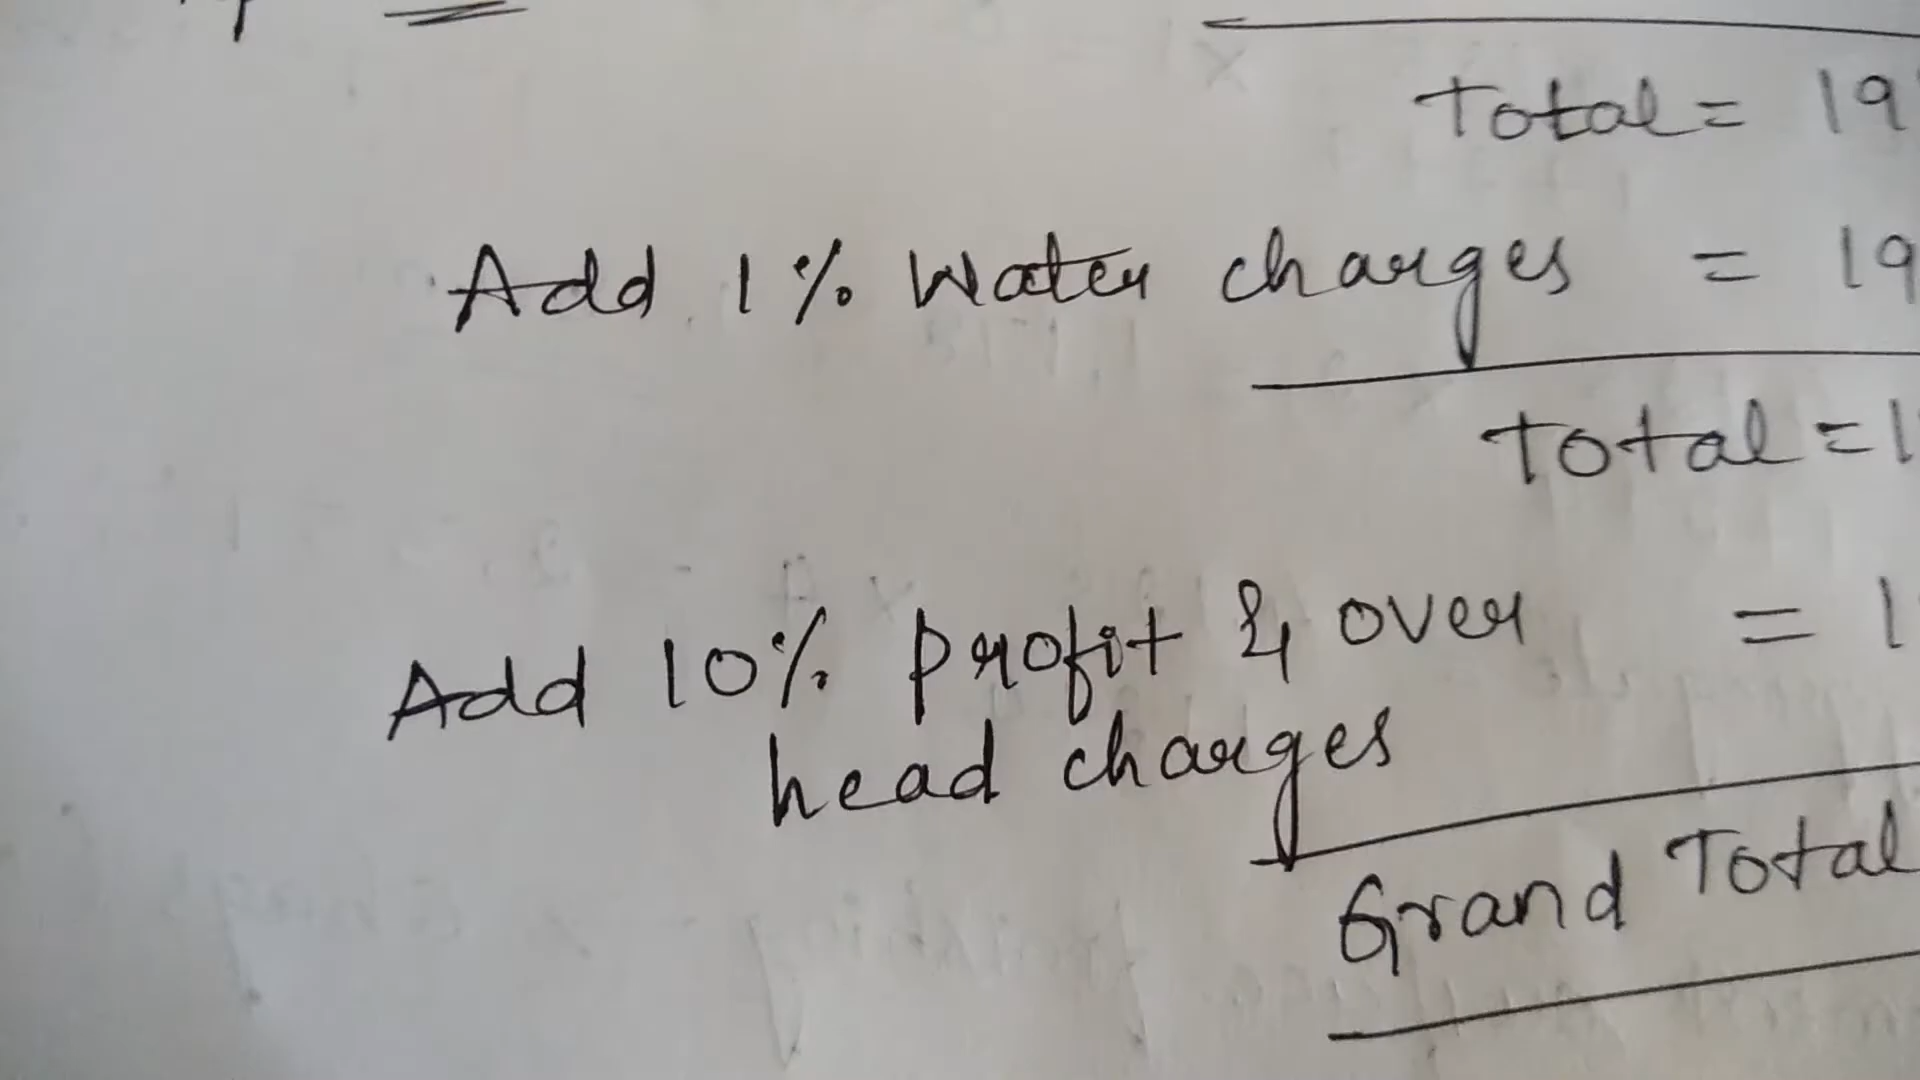 Total = 19
Add 1% Water charges = 19
Total = 1
Add 10% Profit & over = 1
head charges
Grand Total